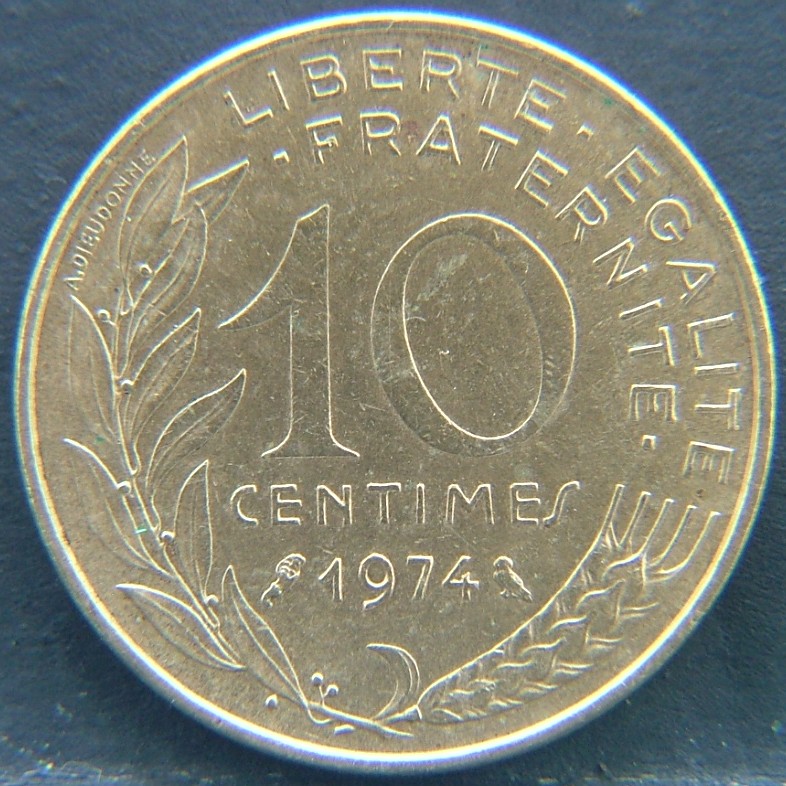 LIBERTE · EGALITE
· FRATERNITE ·
A.DIEUDONNE
10
CENTIMES
1974